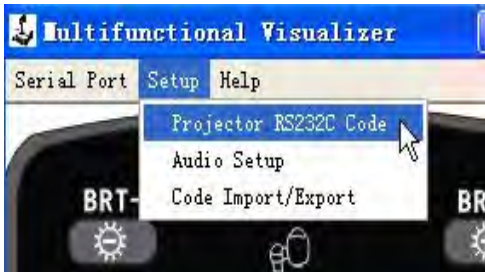 Multifunctional Visualizer
Serial Port Setup Help
Projector RS232C Code
Audio Setup
Code Import/Export
BRT-
BR